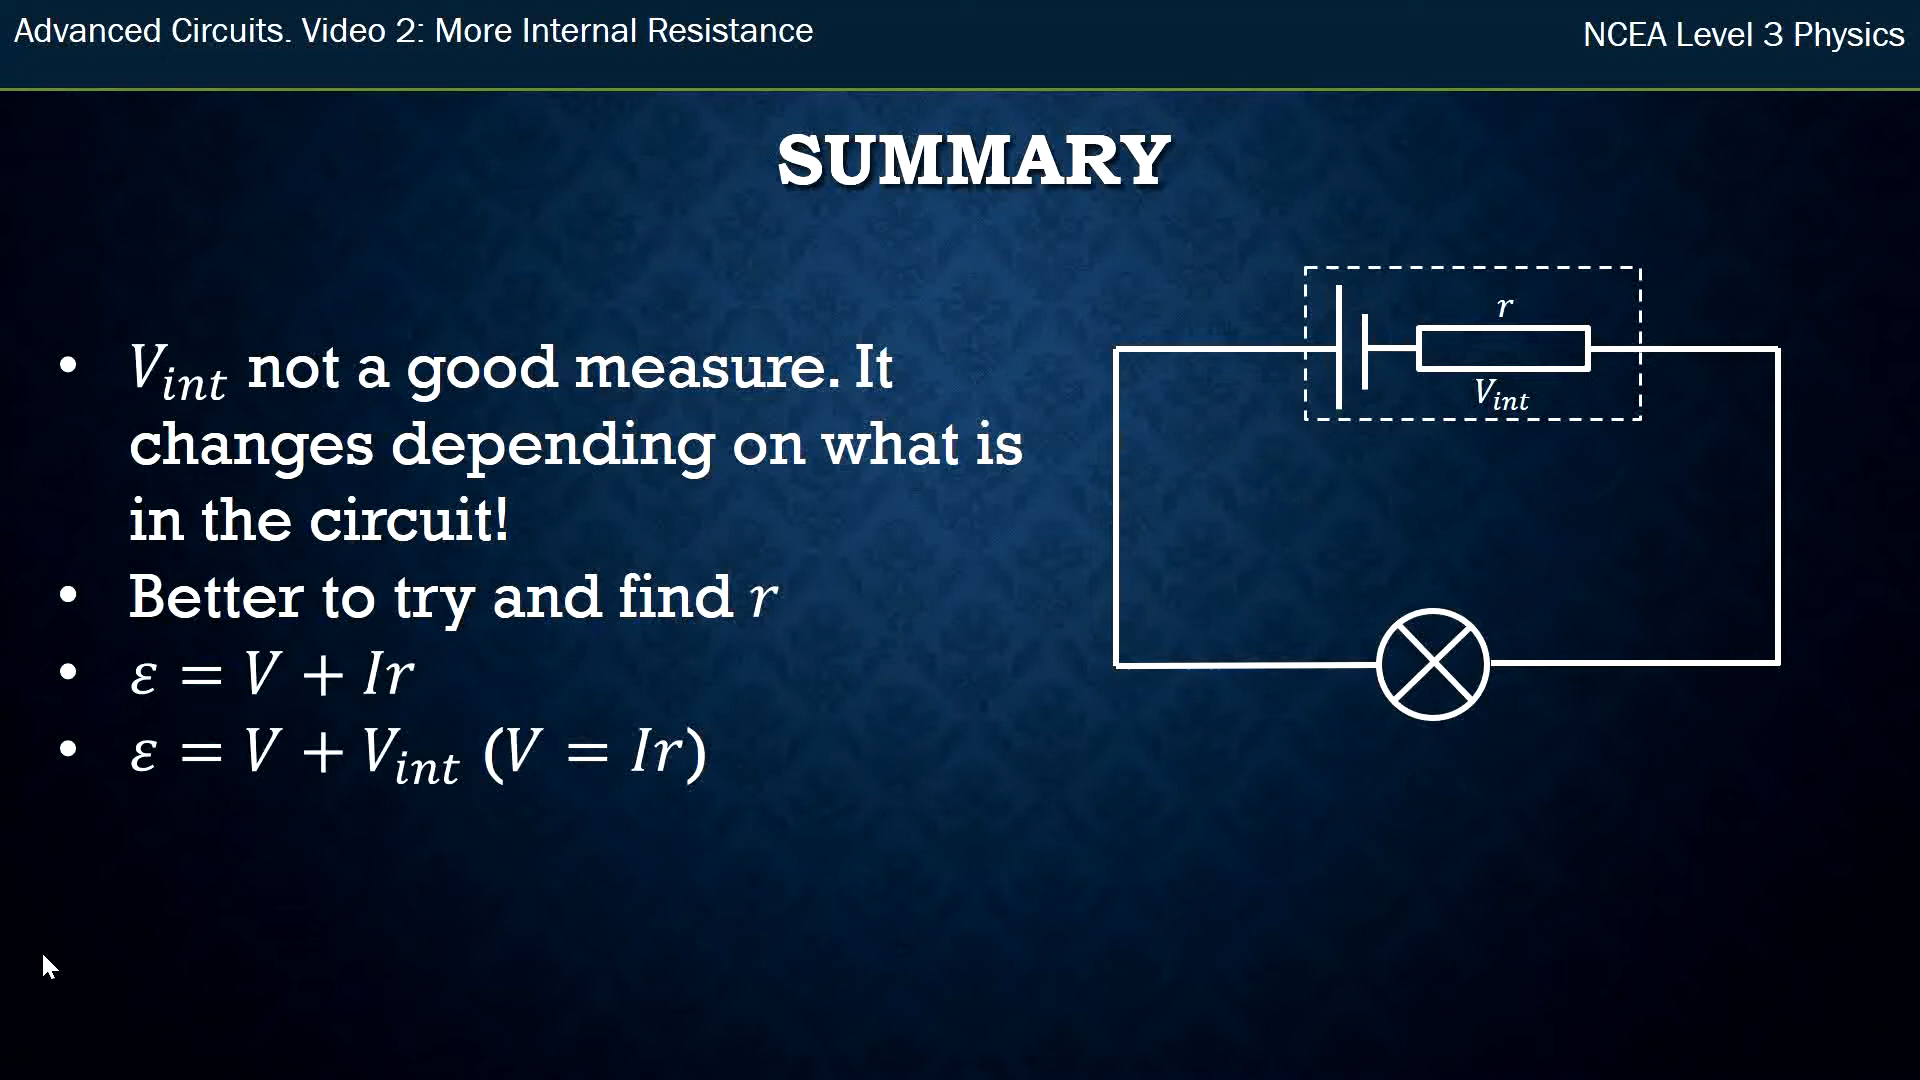 Advanced Circuits. Video 2: More Internal Resistance
NCEA Level 3 Physics
SUMMARY
• V_int not a good measure. It
changes depending on what is
in the circuit!
• Better to try and find r
• ε = V + Ir
• ε = V + V_int (V = Ir)
r
V_int